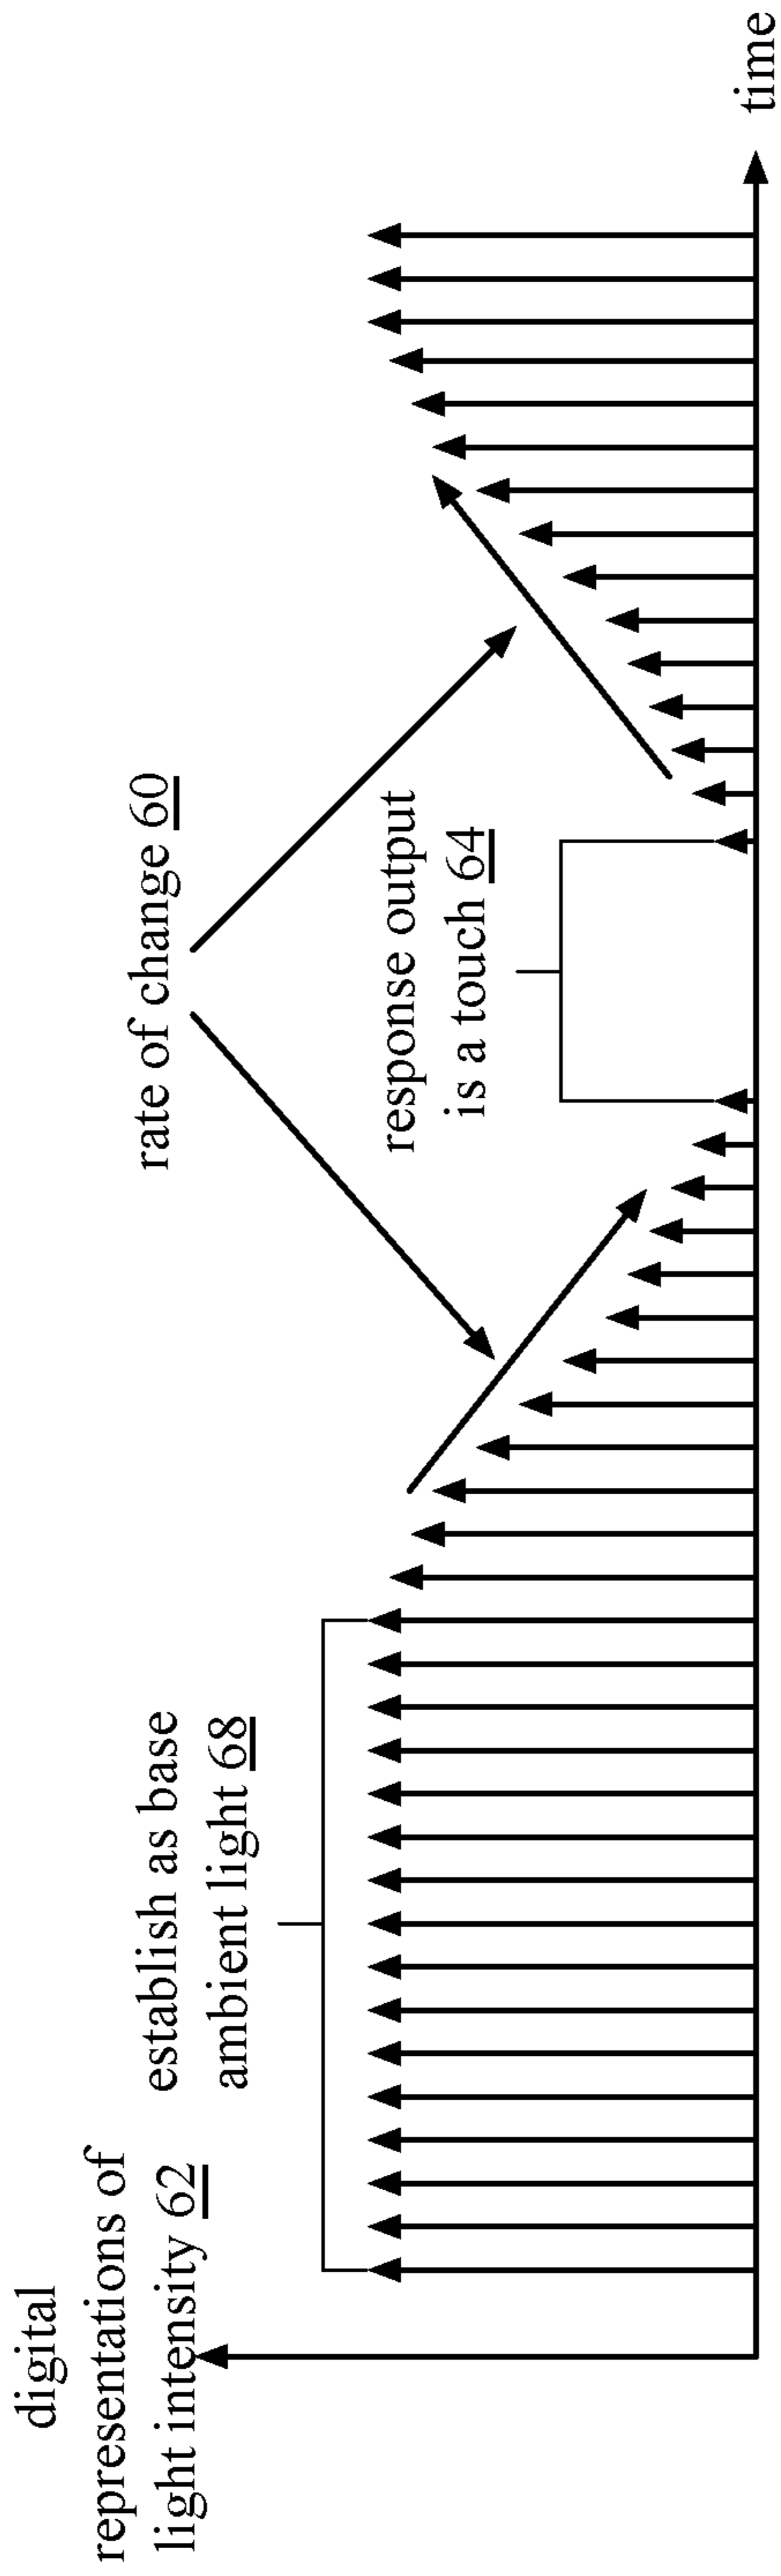 digital
representations of
light intensity 62
establish as base
ambient light 68
rate of change 60
response output
is a touch 64
time